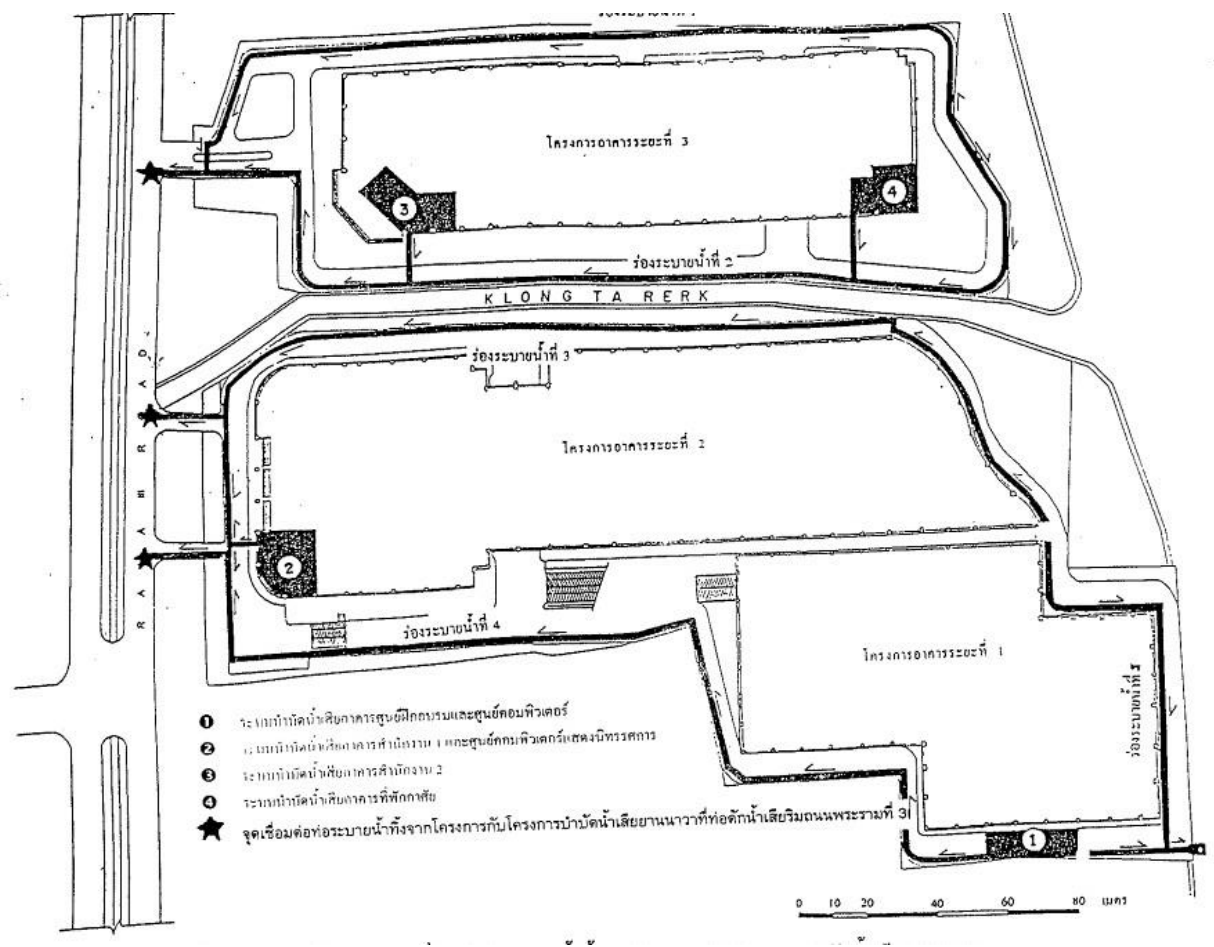 โครงการอาคารระยะที่ 3
3
4
ร่องระบายน้ำที่ 2
KLONG TA RERK
ร่องระบายน้ำที่ 3
โครงการอาคารระยะที่ 2
RAMA III ROAD
2
ร่องระบายน้ำที่ 4
โครงการอาคารระยะที่ 1
ร่องระบายน้ำที่ 5
1 ระบบบำบัดน้ำเสียอาคารศูนย์ฝึกอบรมและศูนย์คอมพิวเตอร์
2 ระบบบำบัดน้ำเสียอาคารสำนักงาน 1 และศูนย์คอมพิวเตอร์แสดงนิทรรศการ
3 ระบบบำบัดน้ำเสียอาคารสำนักงาน 2
4 ระบบบำบัดน้ำเสียอาคารที่พักอาศัย
จุดเชื่อมต่อท่อระบายน้ำทิ้งจากโครงการกับโครงการบำบัดน้ำเสียยานนาวาที่ท่อดักน้ำเสียริมถนนพระรามที่ 3
1
0 10 20 40 60 80 เมตร